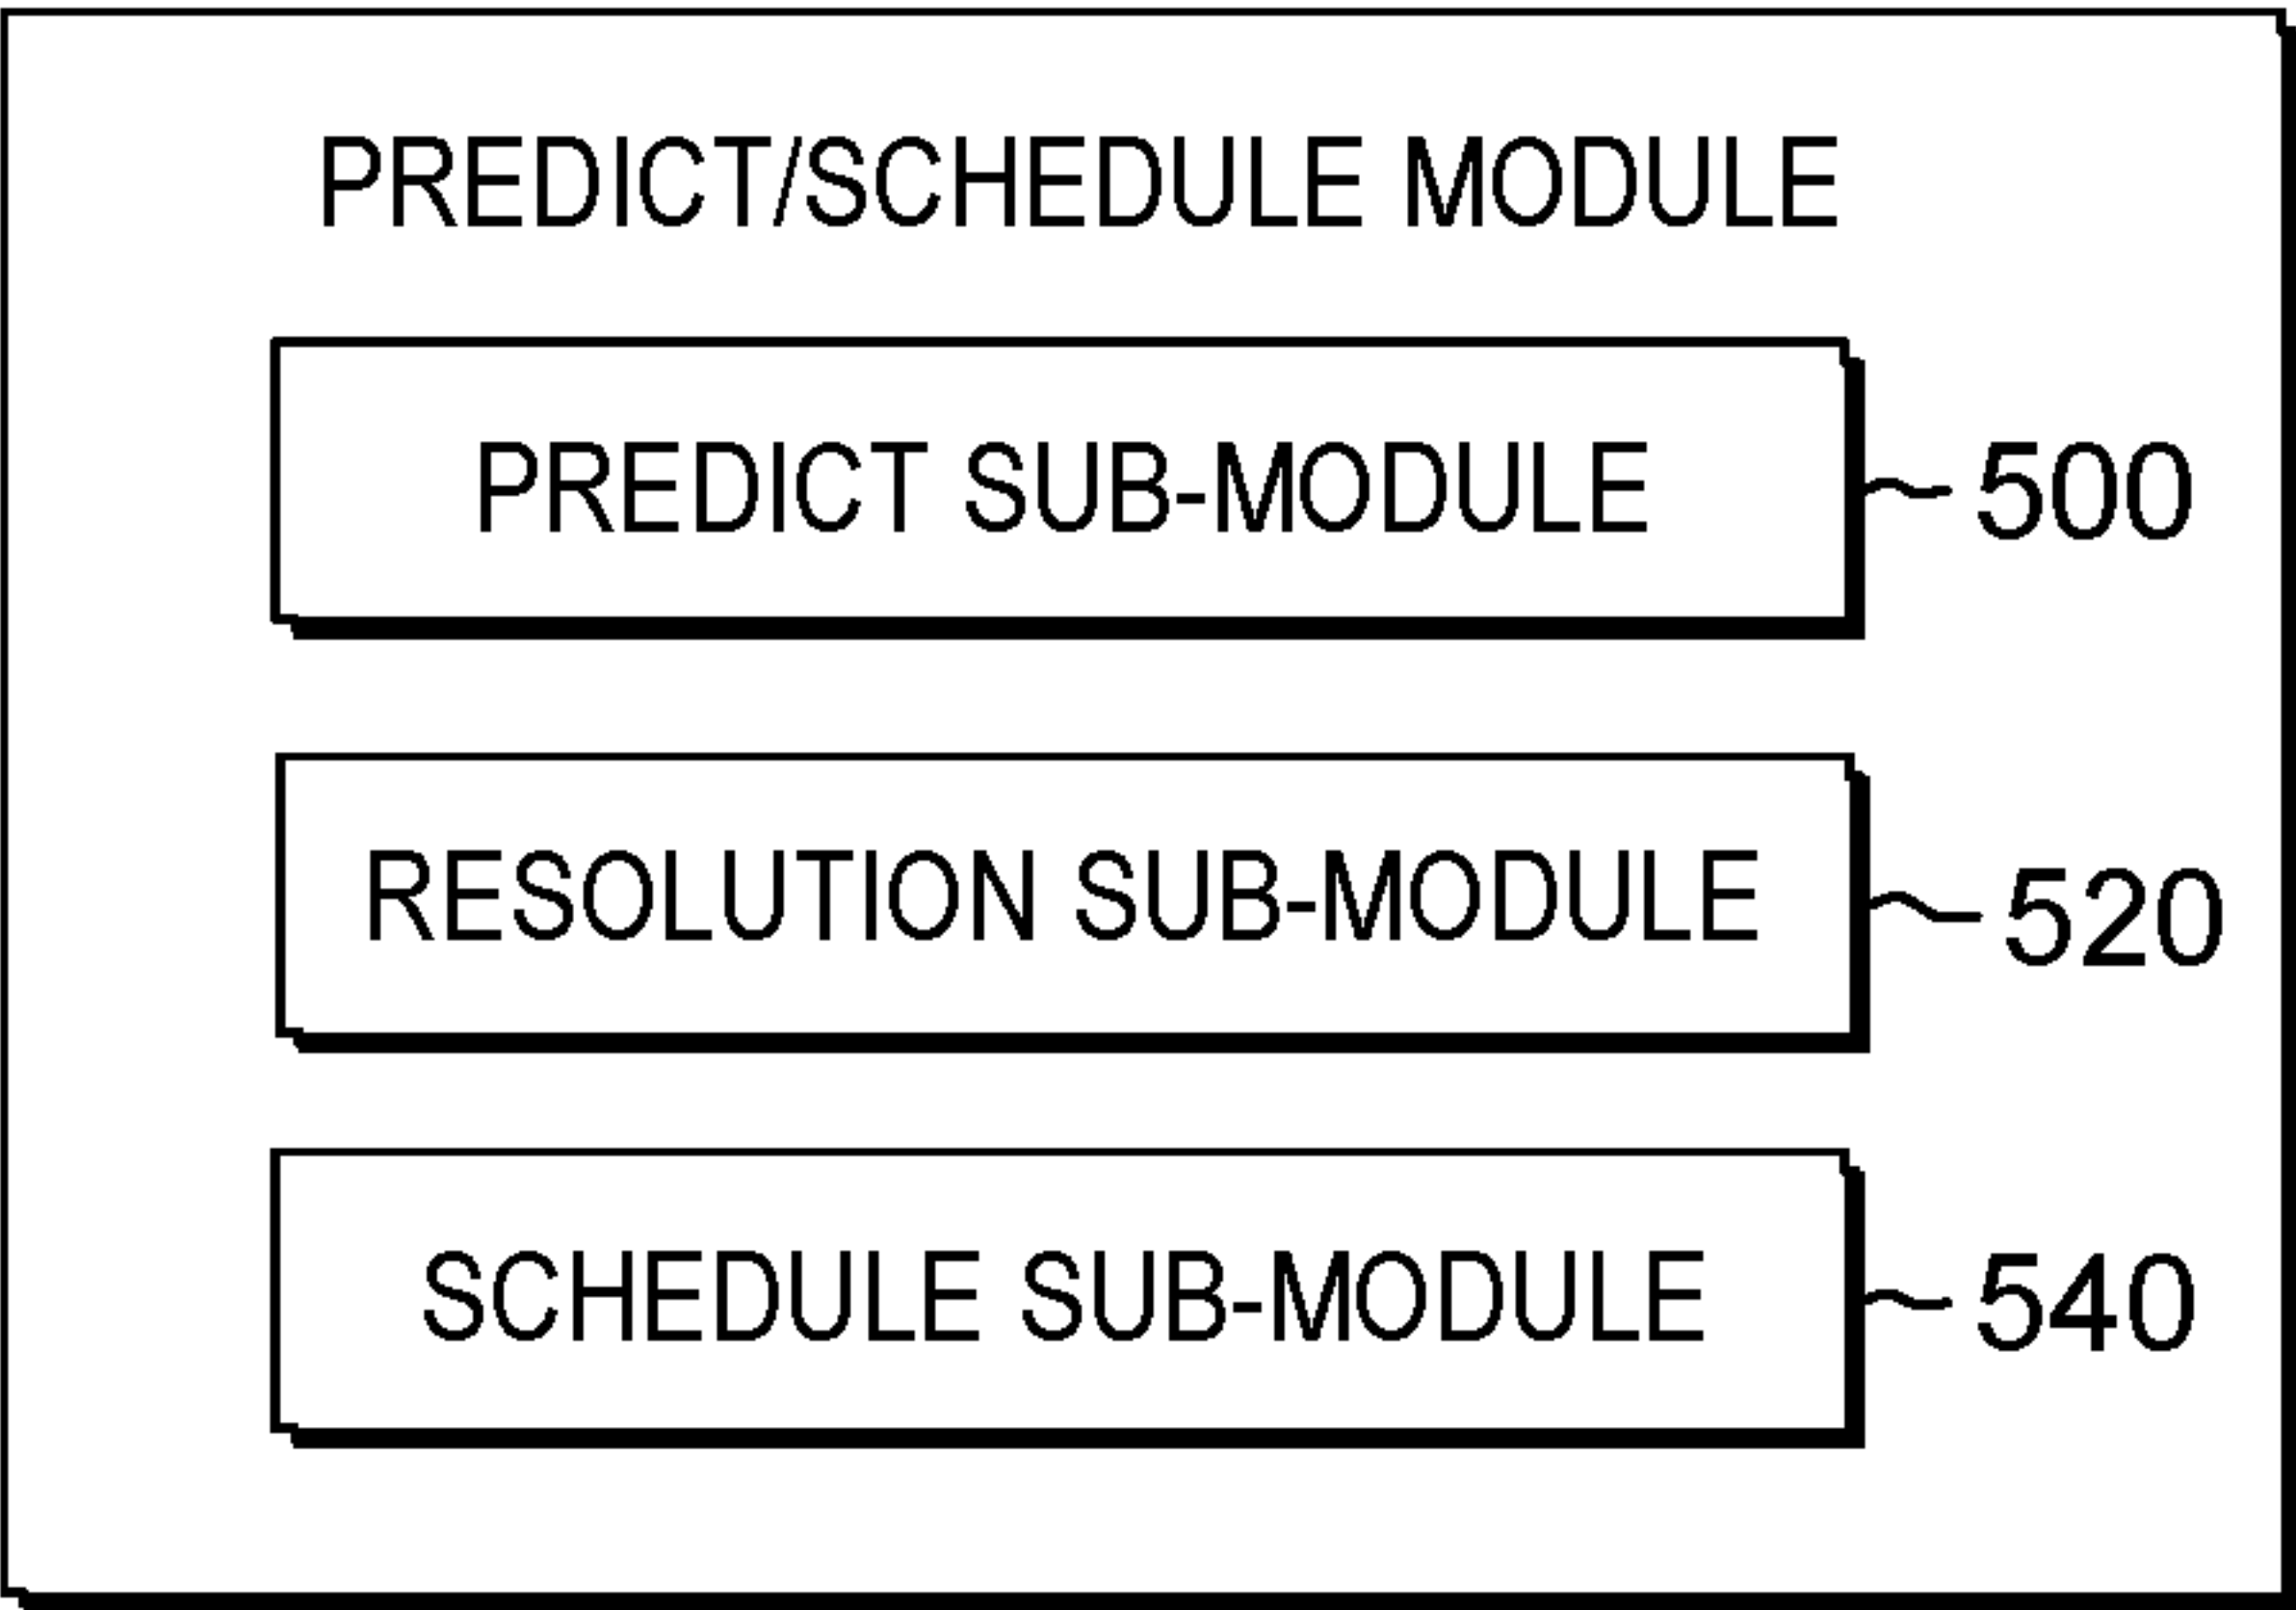 PREDICT/SCHEDULE MODULE
PREDICT SUB-MODULE
500
RESOLUTION SUB-MODULE
520
SCHEDULE SUB-MODULE
540